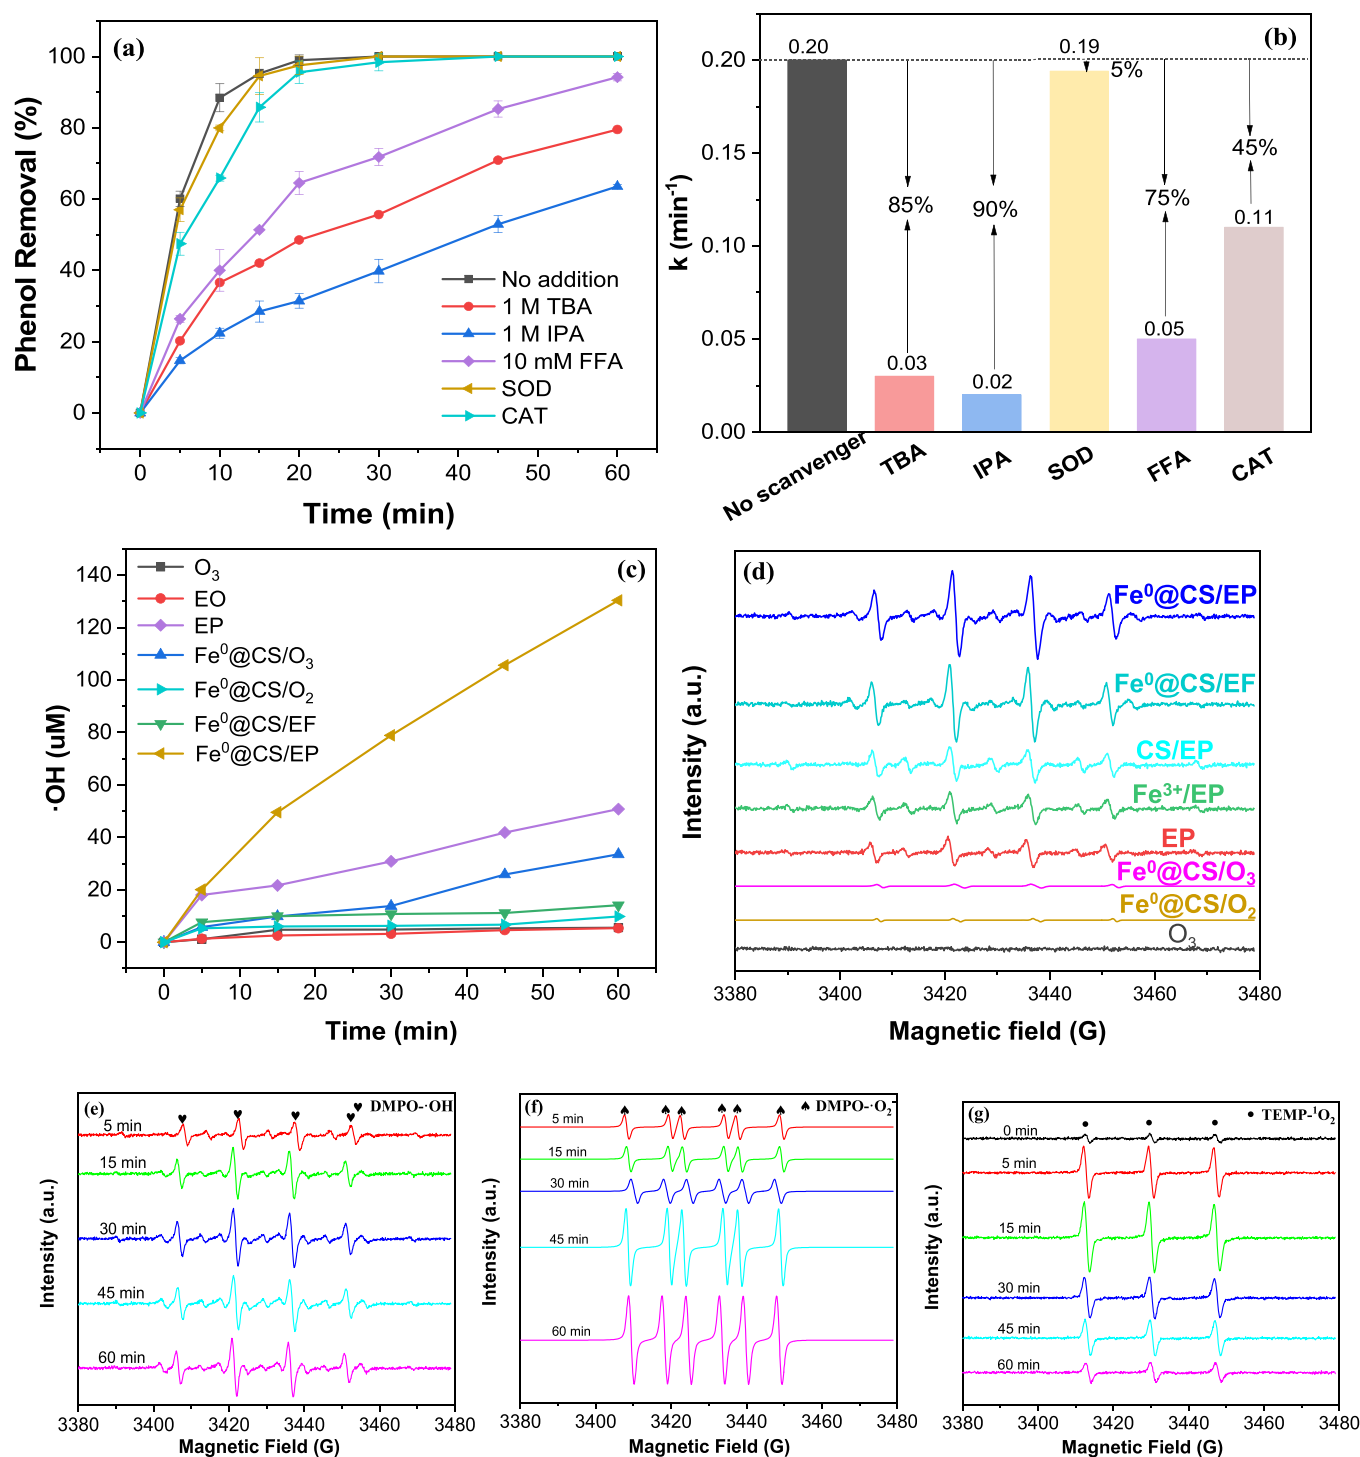 (a)
Phenol Removal (%)
100
80
60
40
20
0
No addition
1 M TBA
1 M IPA
10 mM FFA
SOD
CAT
0 10 20 30 40 50 60
Time (min)
(b)
k (min⁻¹)
0.20
0.15
0.10
0.05
0.00
0.20
0.03
0.02
0.19
0.05
0.11
85%
90%
5%
75%
45%
No scanvenger
TBA
IPA
SOD
FFA
CAT
(c)
·OH (uM)
140
120
100
80
60
40
20
0
O₃
EO
EP
Fe⁰@CS/O₃
Fe⁰@CS/O₂
Fe⁰@CS/EF
Fe⁰@CS/EP
0 10 20 30 40 50 60
Time (min)
(d)
Intensity (a.u.)
Fe⁰@CS/EP
Fe⁰@CS/EF
CS/EP
Fe³⁺/EP
EP
Fe⁰@CS/O₃
Fe⁰@CS/O₂
O₃
3380 3400 3420 3440 3460 3480
Magnetic field (G)
(e)
♥ DMPO-·OH
Intensity (a.u.)
5 min
15 min
30 min
45 min
60 min
3380 3400 3420 3440 3460 3480
Magnetic Field (G)
(f)
♠ DMPO-·O₂⁻
Intensity (a.u.)
5 min
15 min
30 min
45 min
60 min
3380 3400 3420 3440 3460 3480
Magnetic Field (G)
(g)
• TEMP-¹O₂
Intensity (a.u.)
0 min
5 min
15 min
30 min
45 min
60 min
3380 3400 3420 3440 3460 3480
Magnetic Field (G)